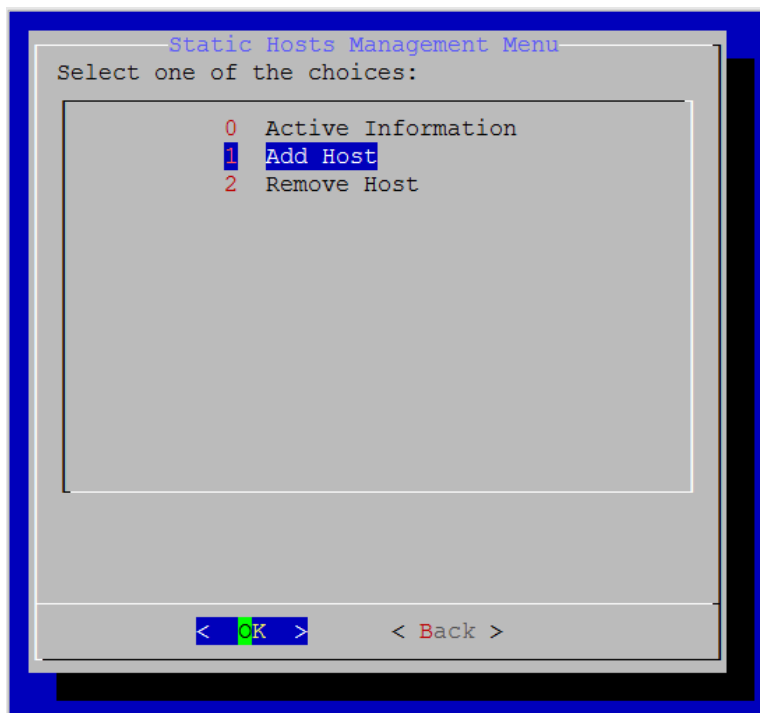 Static Hosts Management Menu
Select one of the choices:
0 Active Information
1 Add Host
2 Remove Host
< OK > < Back >